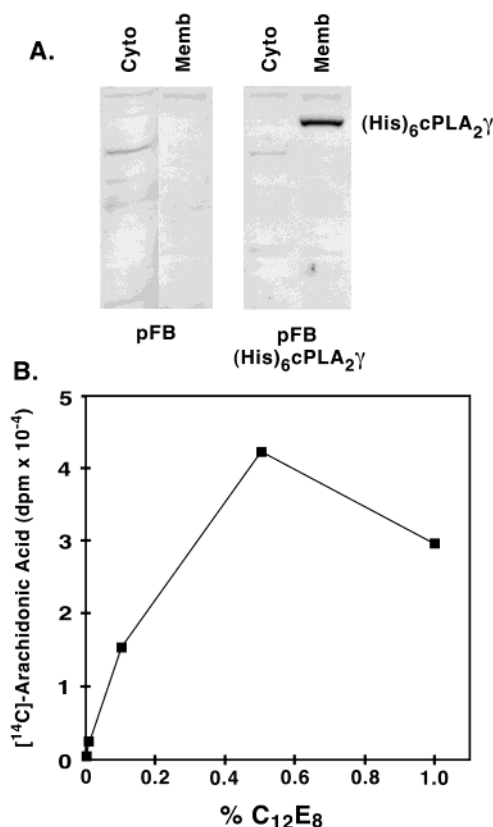 A.
Cyto Memb Cyto Memb
(His)₆cPLA₂γ
pFB pFB
(His)₆cPLA₂γ
B.
[¹⁴C]-Arachidonic Acid (dpm x 10⁻⁴)
5
4
3
2
1
0
0 0.2 0.4 0.6 0.8 1.0
% C₁₂E₈